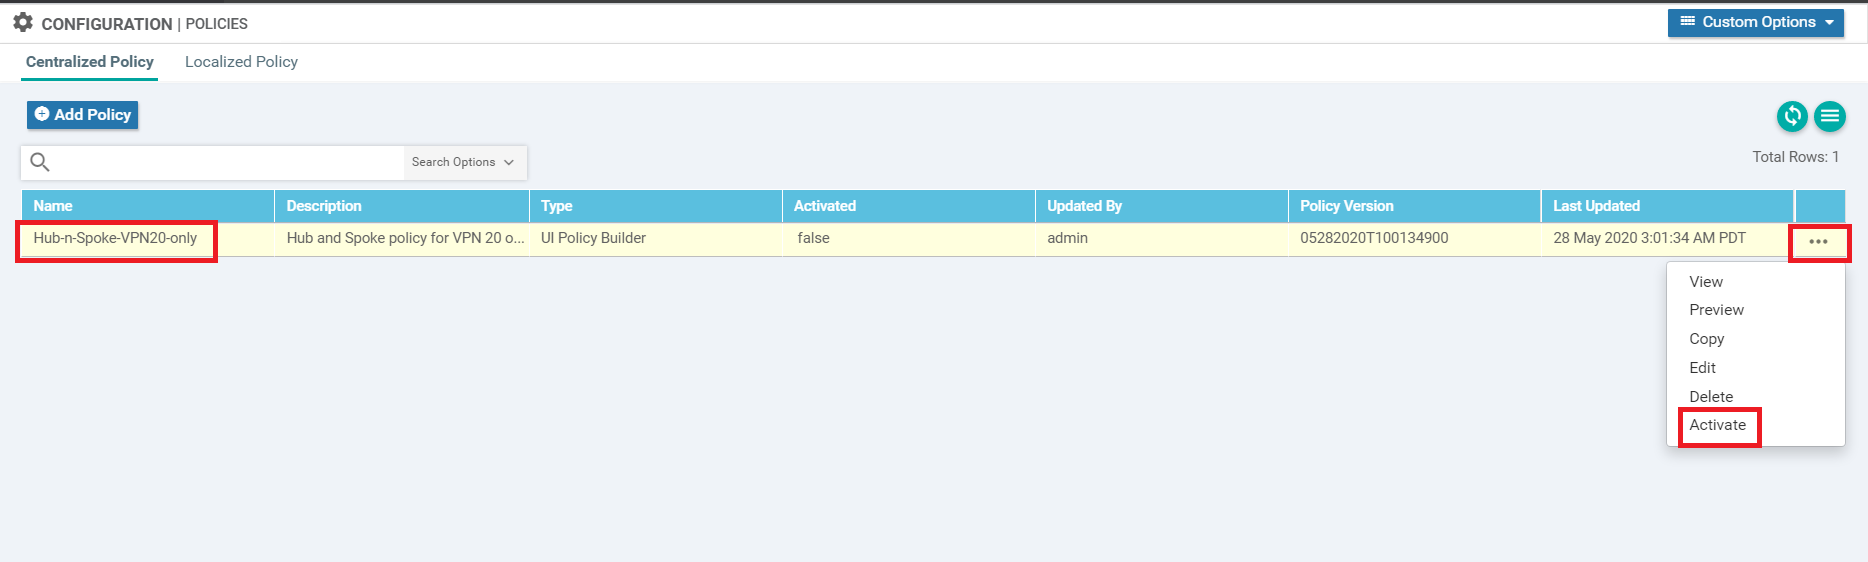 CONFIGURATION | POLICIES
Custom Options
Centralized Policy Localized Policy
Add Policy
Search Options
Total Rows: 1
Name Description Type Activated Updated By Policy Version Last Updated
Hub-n-Spoke-VPN20-only Hub and Spoke policy for VPN 20 o... UI Policy Builder false admin 05282020T100134900 28 May 2020 3:01:34 AM PDT
View
Preview
Copy
Edit
Delete
Activate